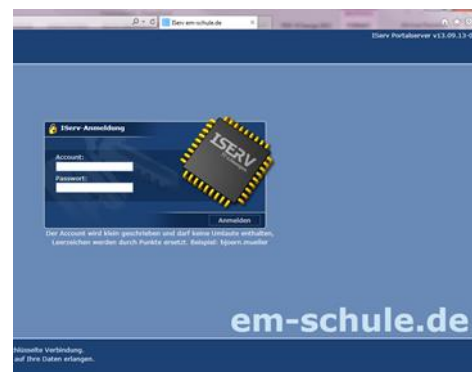 IServ em-schule.de
IServ Portalserver v13.09.13-0
IServ-Anmeldung
Account:
Passwort:
ISERV
Anmelden
Der Account wird klein geschrieben und darf keine Umlaute enthalten,
Leerzeichen werden durch Punkte ersetzt. Beispiel: bjoern.mueller
em-schule.de
hlüsselte Verbindung.
auf Ihre Daten erlangen.